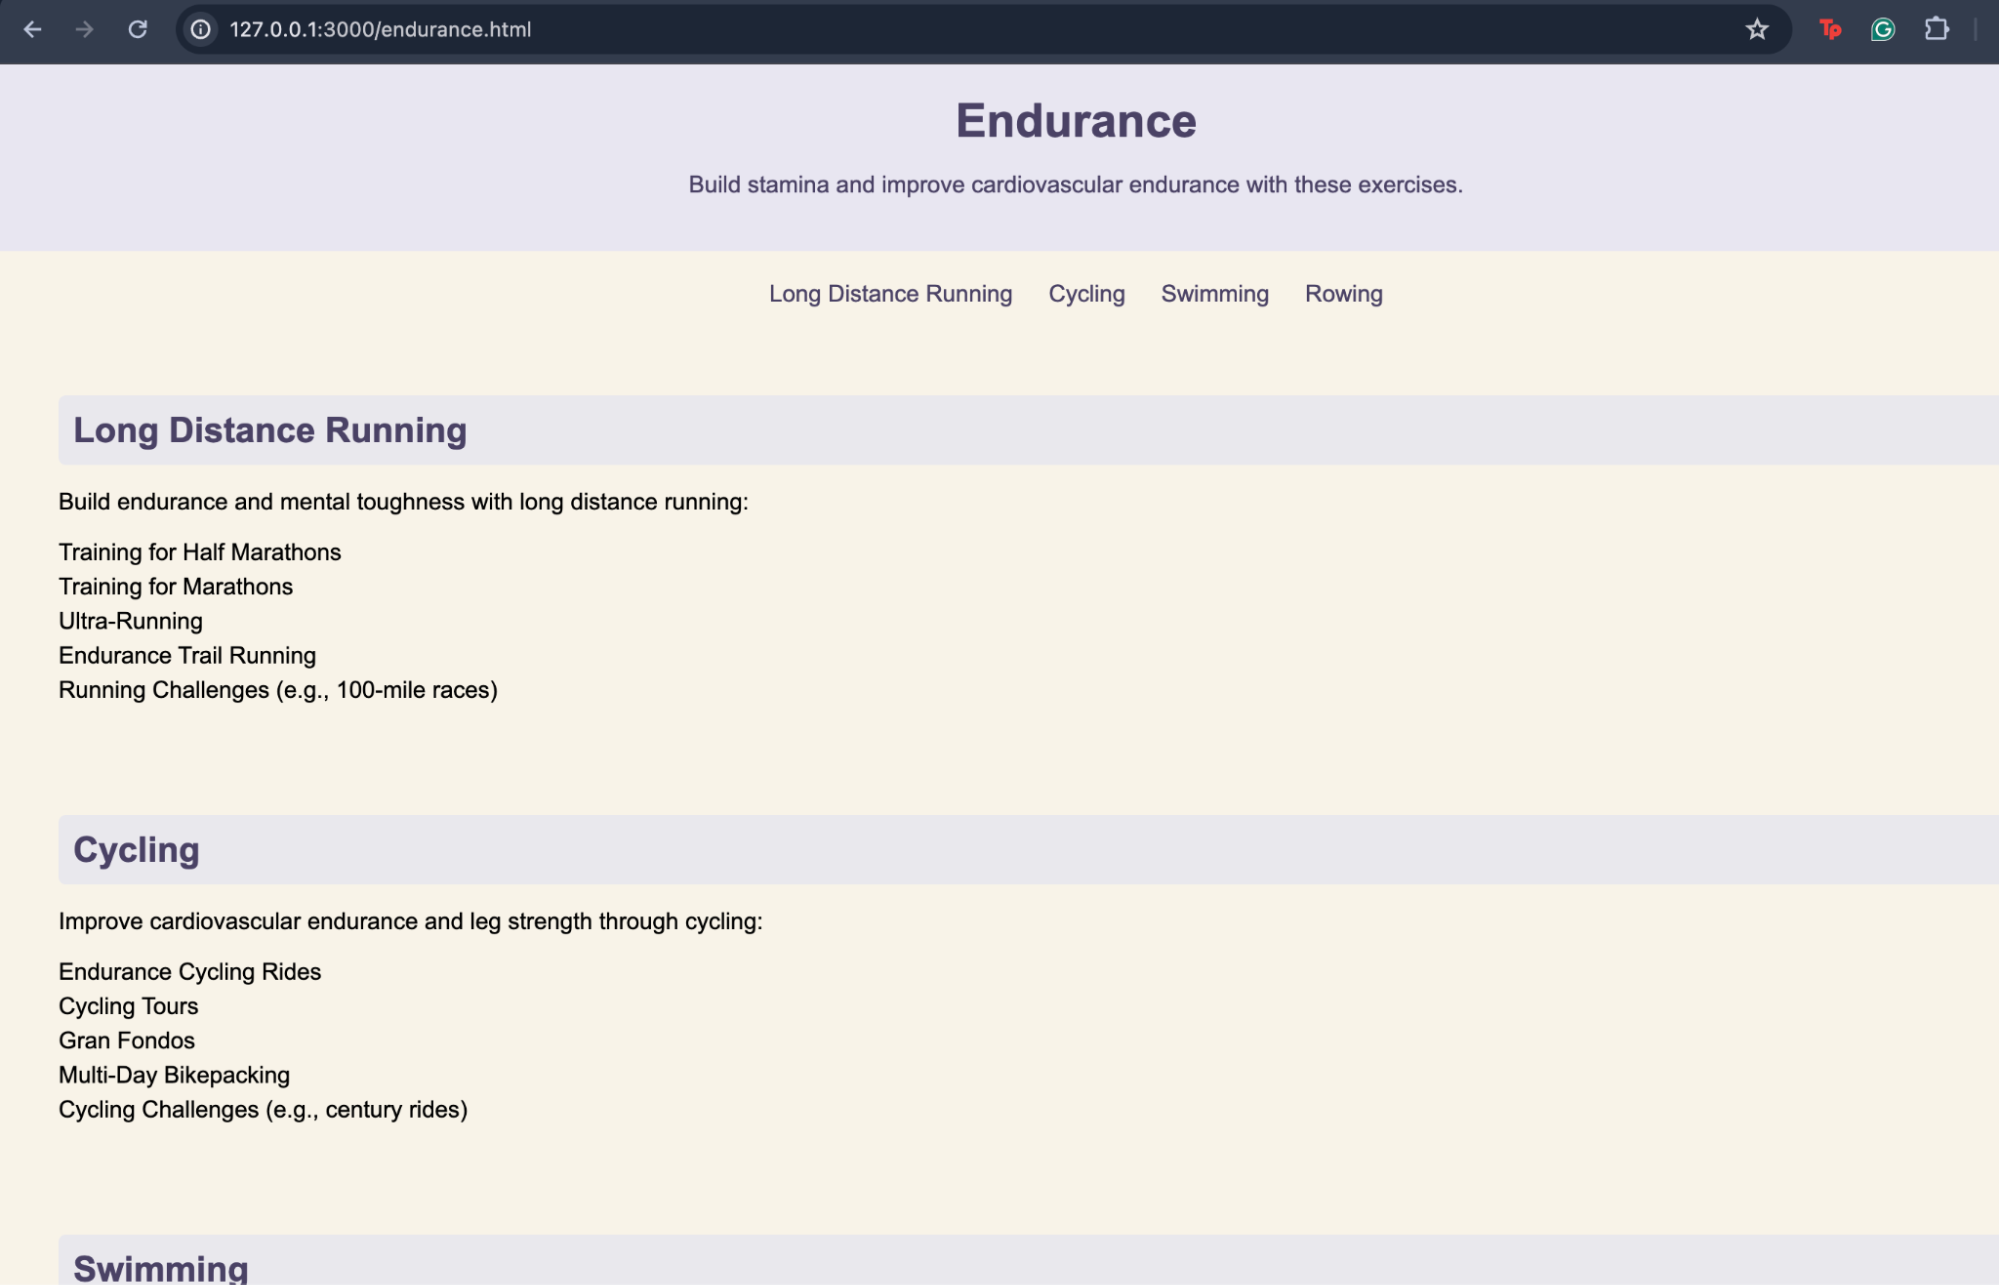 127.0.0.1:3000/endurance.html
Tp
G
Endurance
Build stamina and improve cardiovascular endurance with these exercises.
Long Distance Running Cycling Swimming Rowing
Long Distance Running
Build endurance and mental toughness with long distance running:
Training for Half Marathons
Training for Marathons
Ultra-Running
Endurance Trail Running
Running Challenges (e.g., 100-mile races)
Cycling
Improve cardiovascular endurance and leg strength through cycling:
Endurance Cycling Rides
Cycling Tours
Gran Fondos
Multi-Day Bikepacking
Cycling Challenges (e.g., century rides)
Swimming